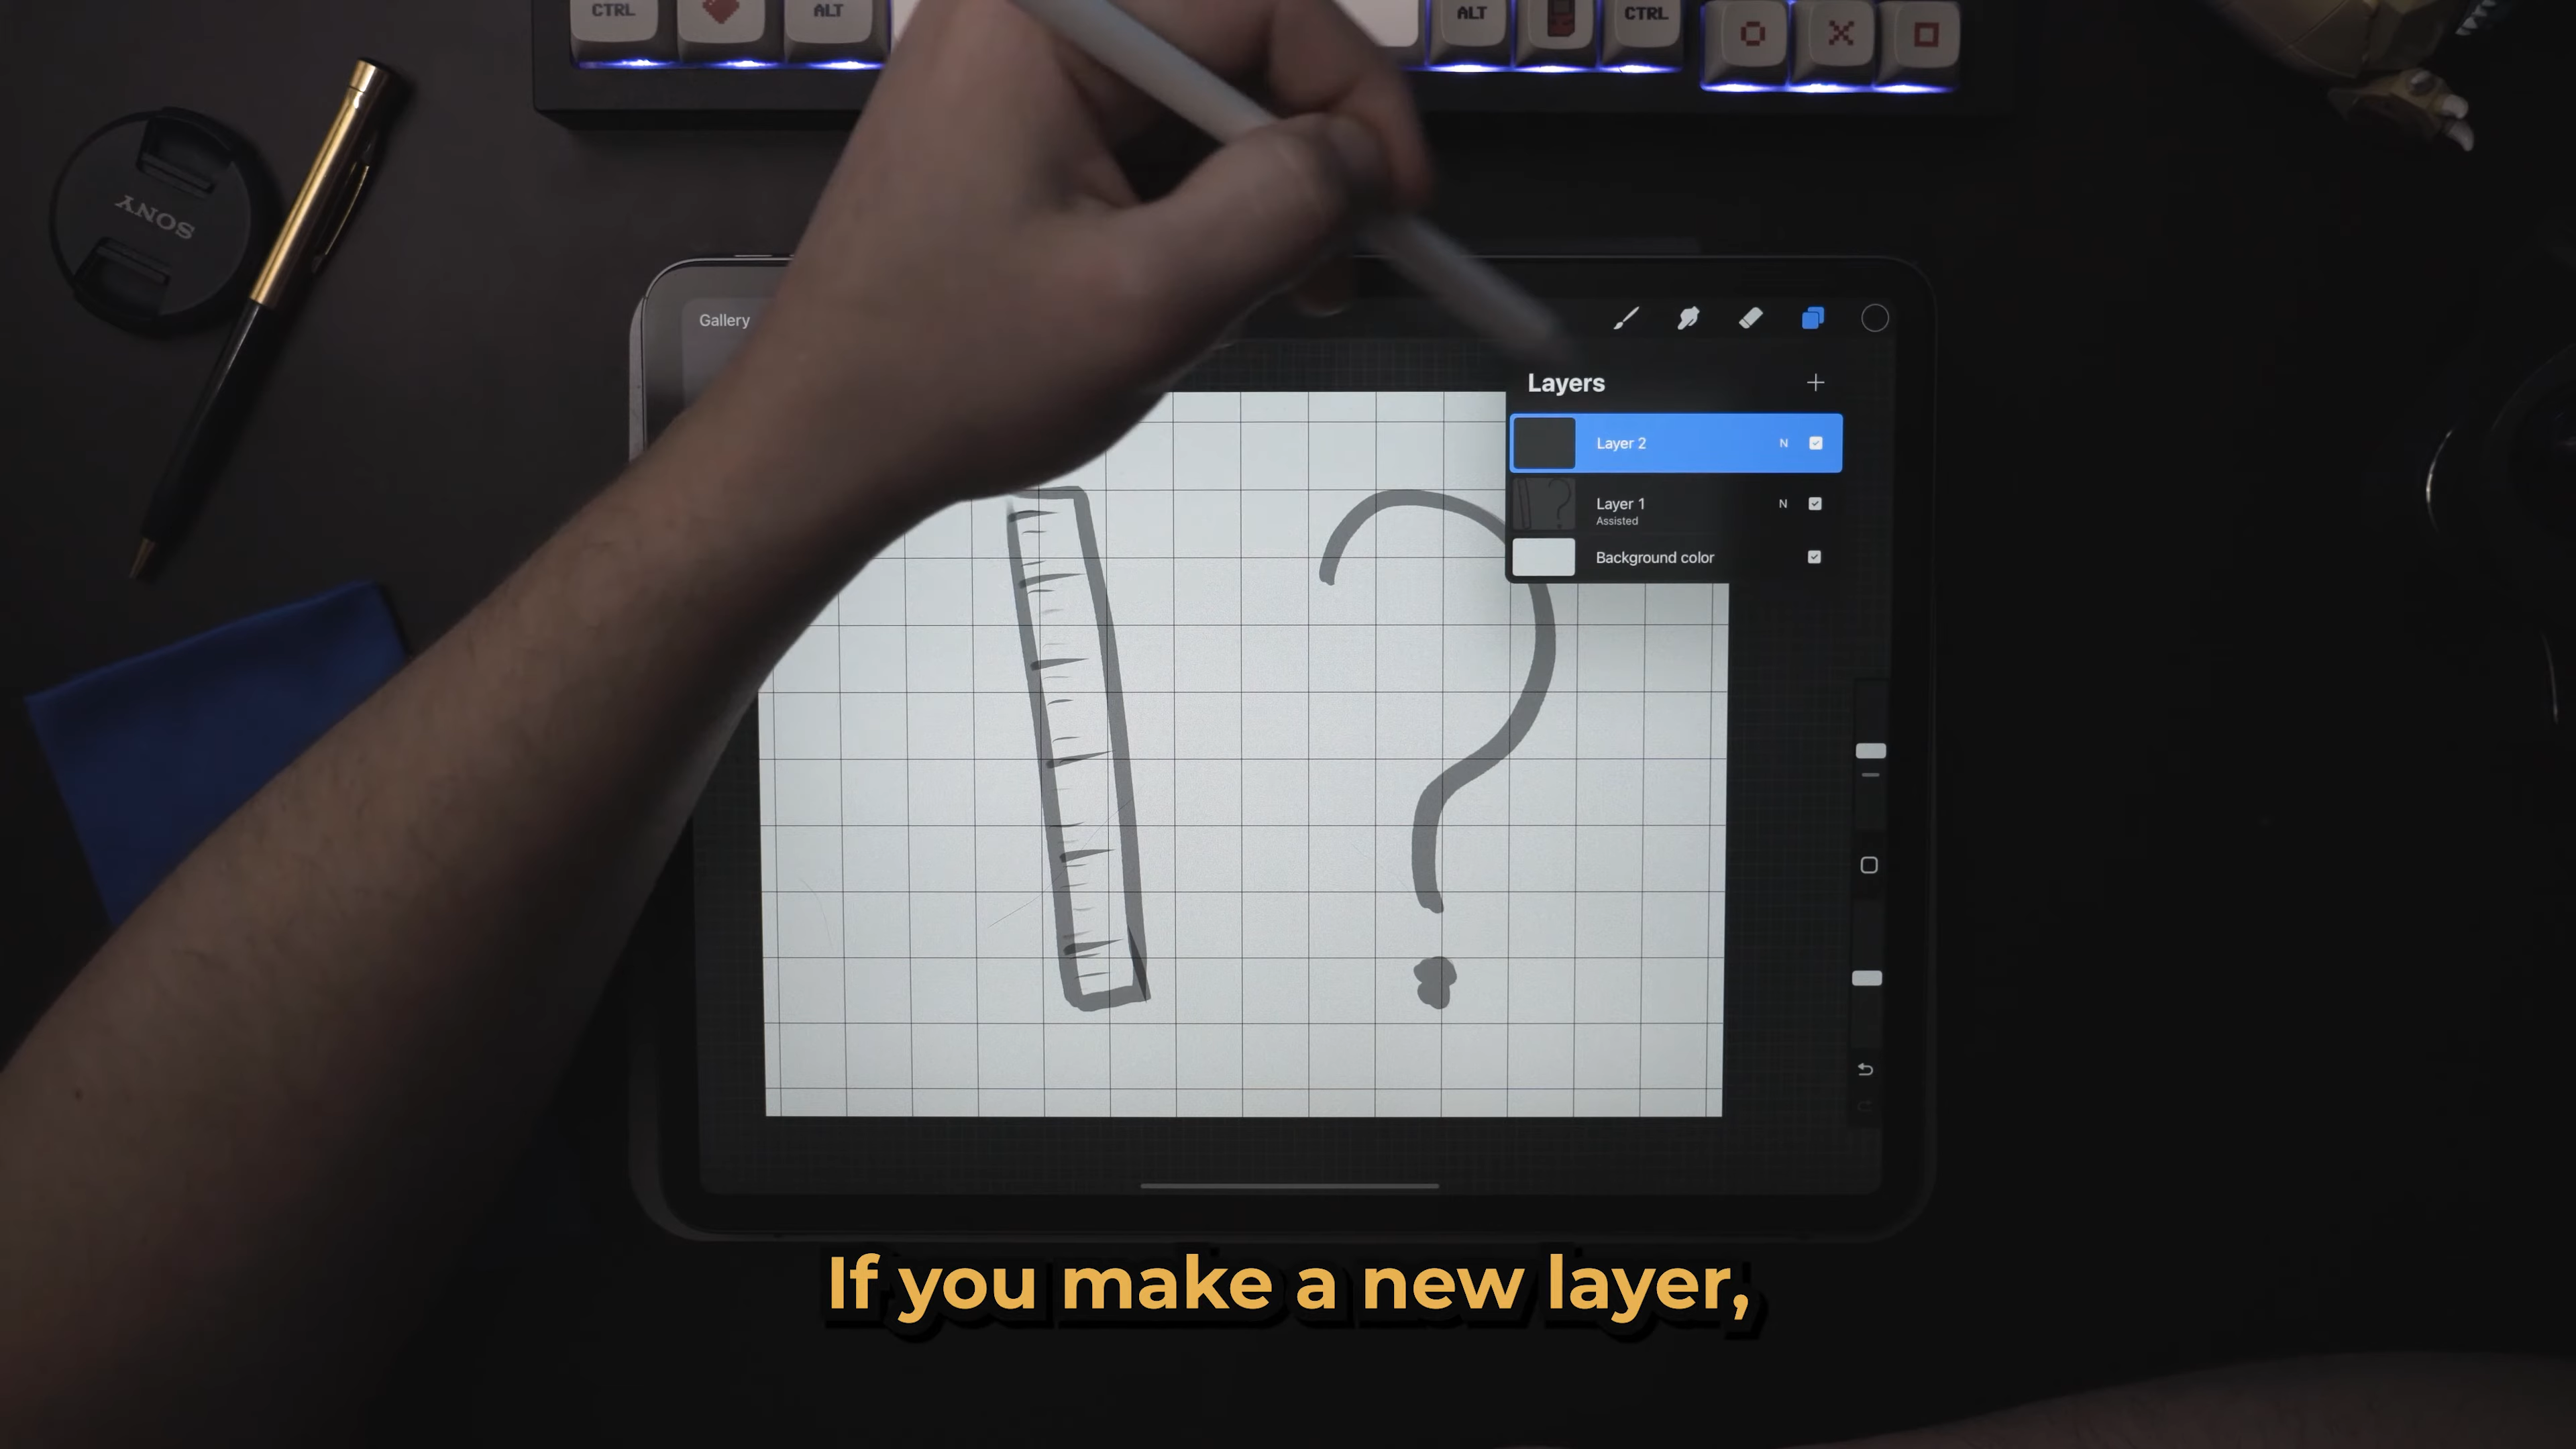 CTRL
ALT
ALT
CTRL
SONY
Gallery
Layers
Layer 2
N
Layer 1
N
Assisted
Background color
If you make a new layer,